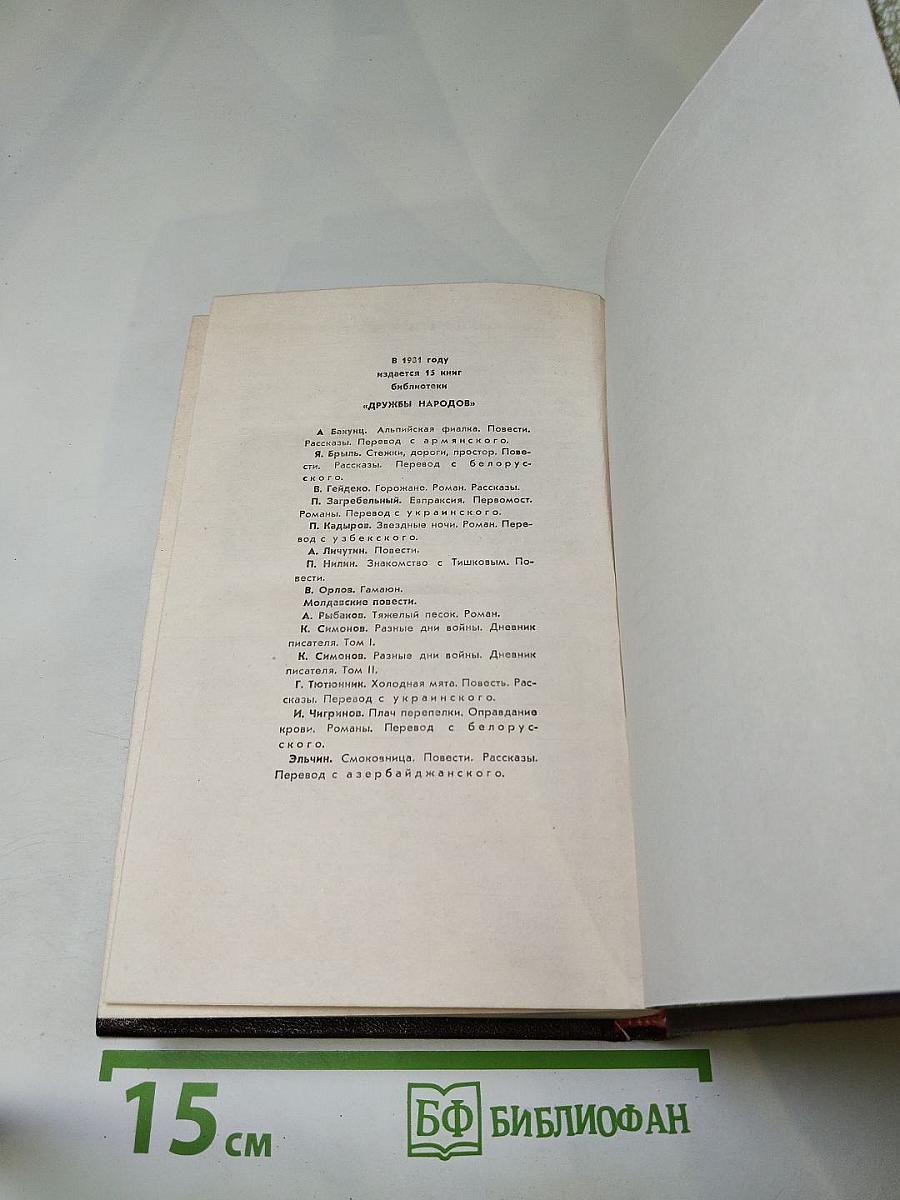 В 1981 году
издается 15 книг
библиотеки
«ДРУЖБЫ НАРОДОВ»
А Бакунц. Альпийская фиалка. Повести.
Рассказы. Перевод с армянского.
Я. Брыль. Стежки, дороги, простор. Пове-
сти. Рассказы. Перевод с белорус-
ского.
В. Гейдеко. Горожане. Роман. Рассказы.
П. Загребельный. Евпраксия. Первомост.
Романы. Перевод с украинского.
П. Кадыров. Звездные ночи. Роман. Пере-
вод с узбекского.
А. Личутин. Повести.
П. Нилин. Знакомство с Тишковым. По-
вести.
В. Орлов. Гамаюн.
Молдавские повести.
А. Рыбаков. Тяжелый песок. Роман.
К. Симонов. Разные дни войны. Дневник
писателя. Том I.
К. Симонов. Разные дни войны. Дневник
писателя. Том II.
Г. Тютюнник. Холодная мята. Повесть. Рас-
сказы. Перевод с украинского.
И. Чигринов. Плач перепелки. Оправдание
крови. Романы. Перевод с белорус-
ского.
Эльчин. Смоковница. Повести. Рассказы.
Перевод с азербайджанского.
15 см
БФ БИБЛИОФАН